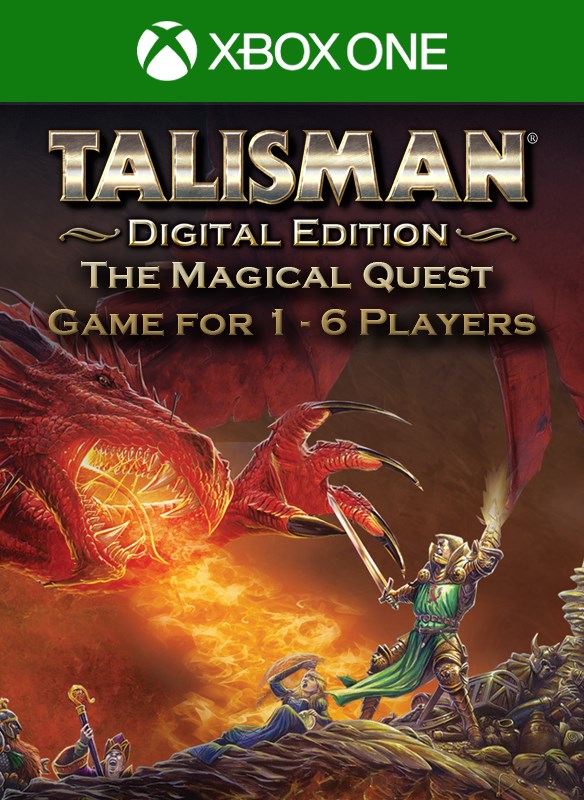 XBOX ONE
TALISMAN®
DIGITAL EDITION
THE MAGICAL QUEST
GAME FOR 1 - 6 PLAYERS